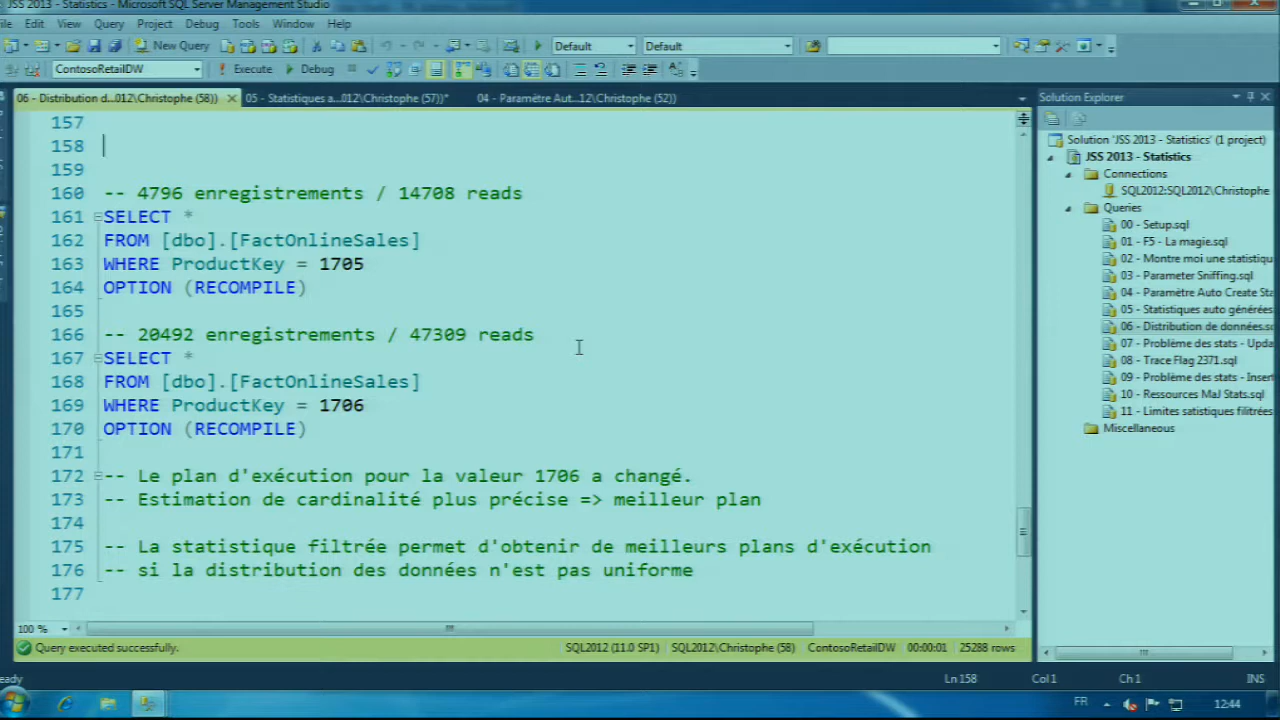 JSS 2013 - Statistics - Microsoft SQL Server Management Studio
Edit View Query Project Debug Tools Window Help
New Query Default Default
ContosoRetailDW Execute Debug
06 - Distribution d...012\Christophe (58)) 05 - Statistiques a...012\Christophe (57))* 04 - Paramètre Aut...12\Christophe (52))
157
158
159
160 -- 4796 enregistrements / 14708 reads
161 SELECT *
162 FROM [dbo].[FactOnlineSales]
163 WHERE ProductKey = 1705
164 OPTION (RECOMPILE)
165
166 -- 20492 enregistrements / 47309 reads
167 SELECT *
168 FROM [dbo].[FactOnlineSales]
169 WHERE ProductKey = 1706
170 OPTION (RECOMPILE)
171
172 -- Le plan d'exécution pour la valeur 1706 a changé.
173 -- Estimation de cardinalité plus précise => meilleur plan
174
175 -- La statistique filtrée permet d'obtenir de meilleurs plans d'exécution
176 -- si la distribution des données n'est pas uniforme
177
100 %
Query executed successfully. SQL2012 (11.0 SP1) SQL2012\Christophe (58) ContosoRetailDW 00:00:01 25288 rows
Solution Explorer
Solution 'JSS 2013 - Statistics' (1 project)
JSS 2013 - Statistics
Connections
SQL2012:SQL2012\Christophe
Queries
00 - Setup.sql
01 - F5 - La magie.sql
02 - Montre moi une statistiqu
03 - Parameter Sniffing.sql
04 - Paramètre Auto Create Sta
05 - Statistiques auto générées
06 - Distribution de données.s
07 - Problème des stats - Upda
08 - Trace Flag 2371.sql
09 - Problème des stats - Inser
10 - Ressources MaJ Stats.sql
11 - Limites satistiques filtrées
Miscellaneous
eady Ln 158 Col 1 Ch 1 INS
FR 12:44